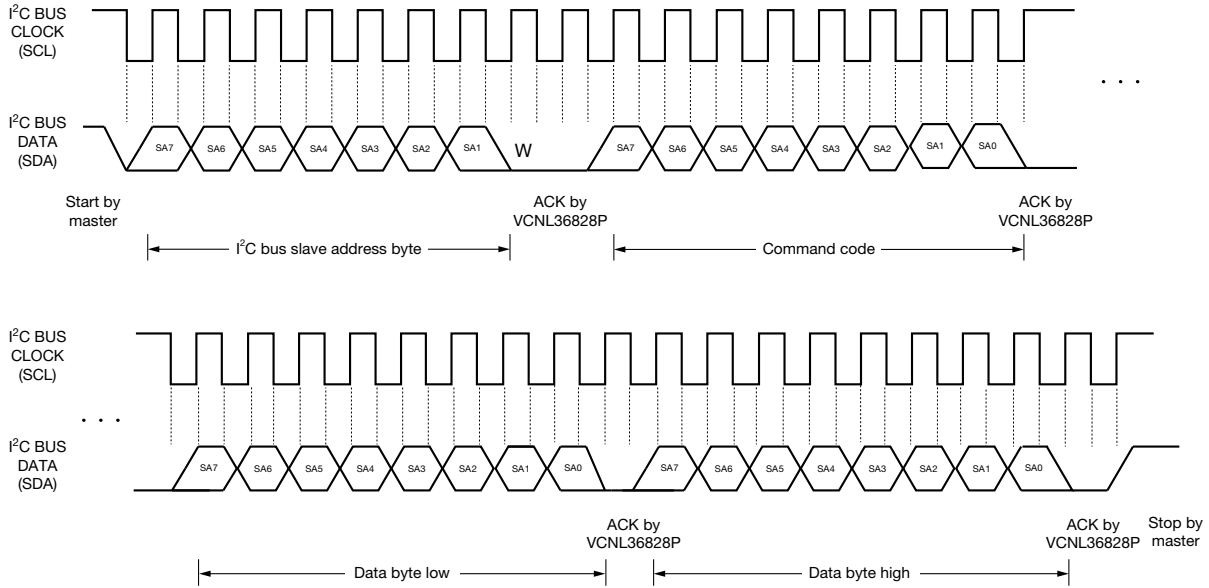 I²C BUS
CLOCK
(SCL)
. . .
I²C BUS
DATA
(SDA)
SA7 SA6 SA5 SA4 SA3 SA2 SA1 W SA7 SA6 SA5 SA4 SA3 SA2 SA1 SA0
Start by
master
ACK by
VCNL36828P
ACK by
VCNL36828P
I²C bus slave address byte
Command code
I²C BUS
CLOCK
(SCL)
. . .
I²C BUS
DATA
(SDA)
SA7 SA6 SA5 SA4 SA3 SA2 SA1 SA0 SA7 SA6 SA5 SA4 SA3 SA2 SA1 SA0
ACK by
VCNL36828P
ACK by
VCNL36828P
Stop by
master
Data byte low
Data byte high